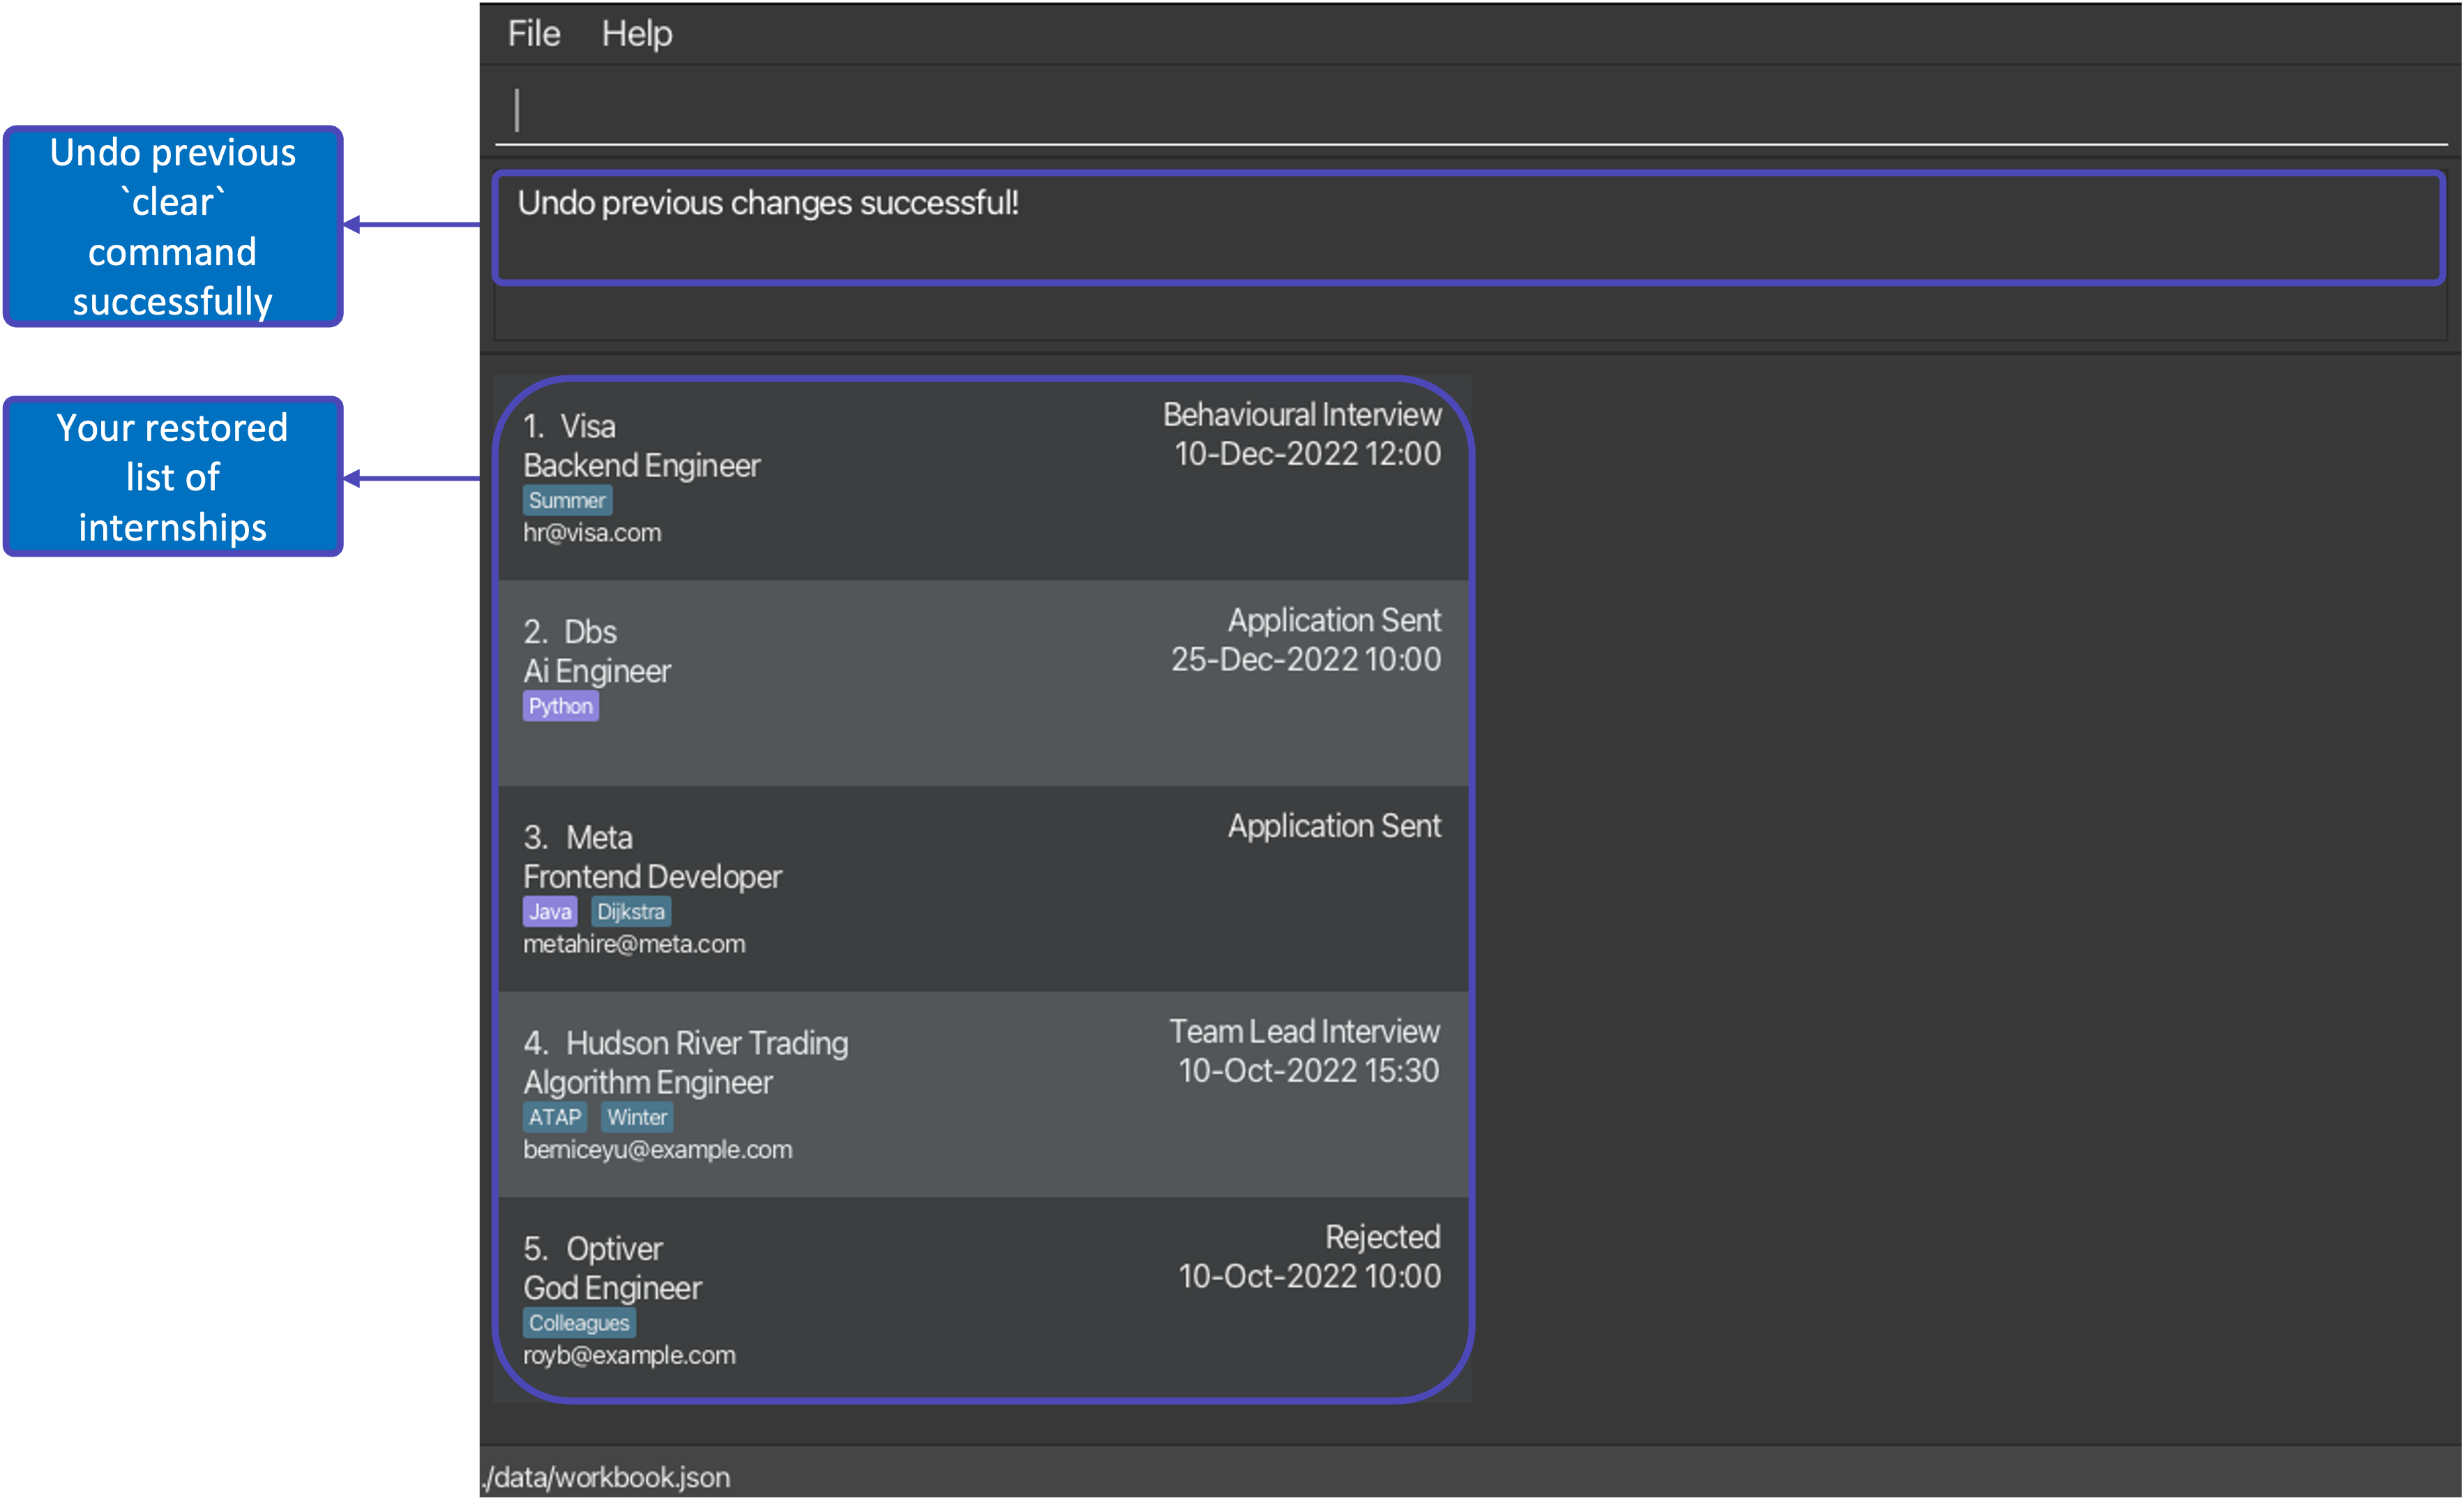 File Help
Undo previous
`clear`
command
successfully
Undo previous changes successful!
Your restored
list of
internships
1. Visa
Behavioural Interview
Backend Engineer
10-Dec-2022 12:00
Summer
hr@visa.com
2. Dbs
Application Sent
Ai Engineer
25-Dec-2022 10:00
Python
3. Meta
Application Sent
Frontend Developer
Java Dijkstra
metahire@meta.com
4. Hudson River Trading
Team Lead Interview
Algorithm Engineer
10-Oct-2022 15:30
ATAP Winter
berniceyu@example.com
5. Optiver
Rejected
God Engineer
10-Oct-2022 10:00
Colleagues
royb@example.com
./data/workbook.json